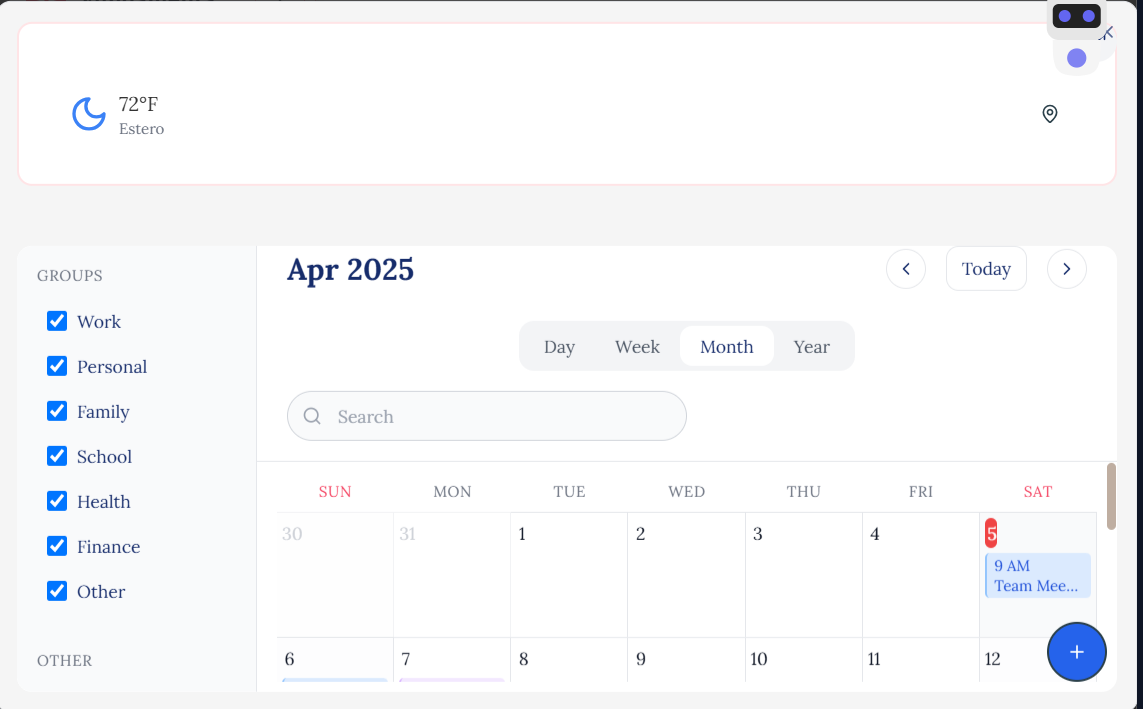 72°F
Estero
GROUPS
Work
Personal
Family
School
Health
Finance
Other
OTHER
Apr 2025
Today
Day Week Month Year
Search
SUN MON TUE WED THU FRI SAT
30 31 1 2 3 4 5
9 AM
Team Mee...
6 7 8 9 10 11 12
+